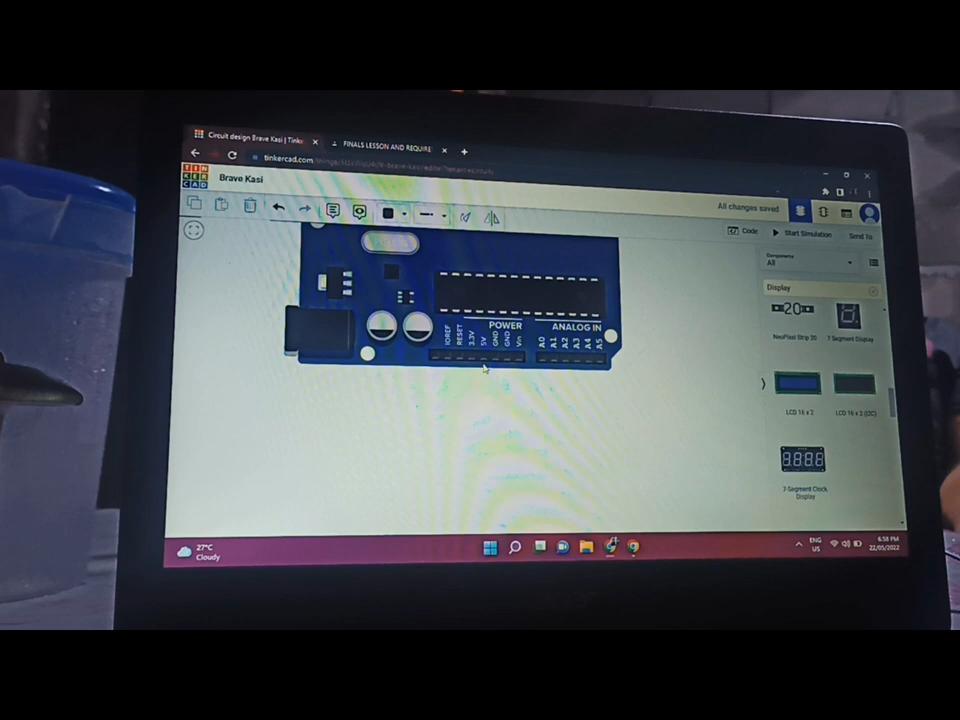 Circuit design Brave Kasi | Tinke
FINALS LESSON AND REQUIRE
tinkercad.com
TIN
KER
CAD
Brave Kasi
All changes saved
Code
Start Simulation
Send To
Components
All
Display
20
NeoPixel Strip 20
7 Segment Display
LCD 16 x 2
LCD 16 x 2 (I2C)
7-Segment Clock
Display
POWER
ANALOG IN
IOREF
RESET
3.3V
5V
GND
GND
Vin
A0
A1
A2
A3
A4
A5
27°C
Cloudy
ENG
US
6:58 PM
22/05/2022